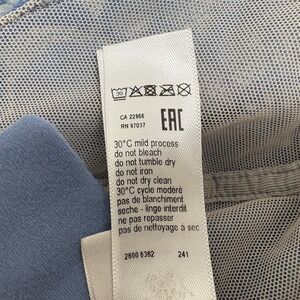 30
CA 22966
RN 97037
EAC
30°C mild process
do not bleach
do not tumble dry
do not iron
do not dry clean
30°C cycle modéré
pas de blanchiment
seche - linge interdit
ne pas repasser
pas de nettoyage a sec
2600 6362 241